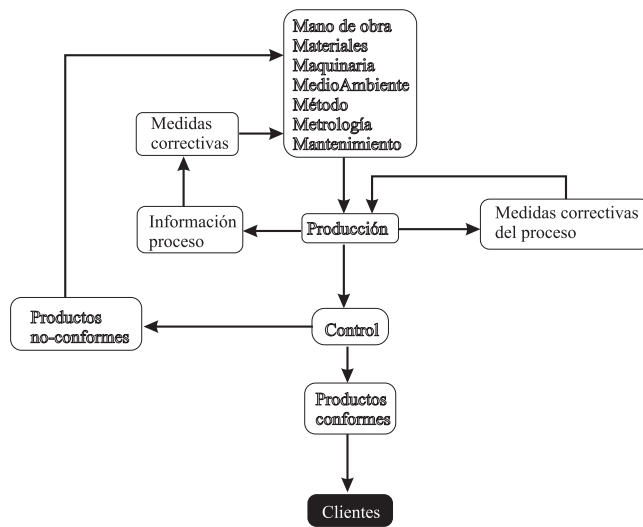 Mano de obra
Materiales
Maquinaria
MedioAmbiente
Método
Metrología
Mantenimiento
Medidas
correctivas
Información
proceso
Producción
Medidas correctivas
del proceso
Productos
no-conformes
Control
Productos
conformes
Clientes